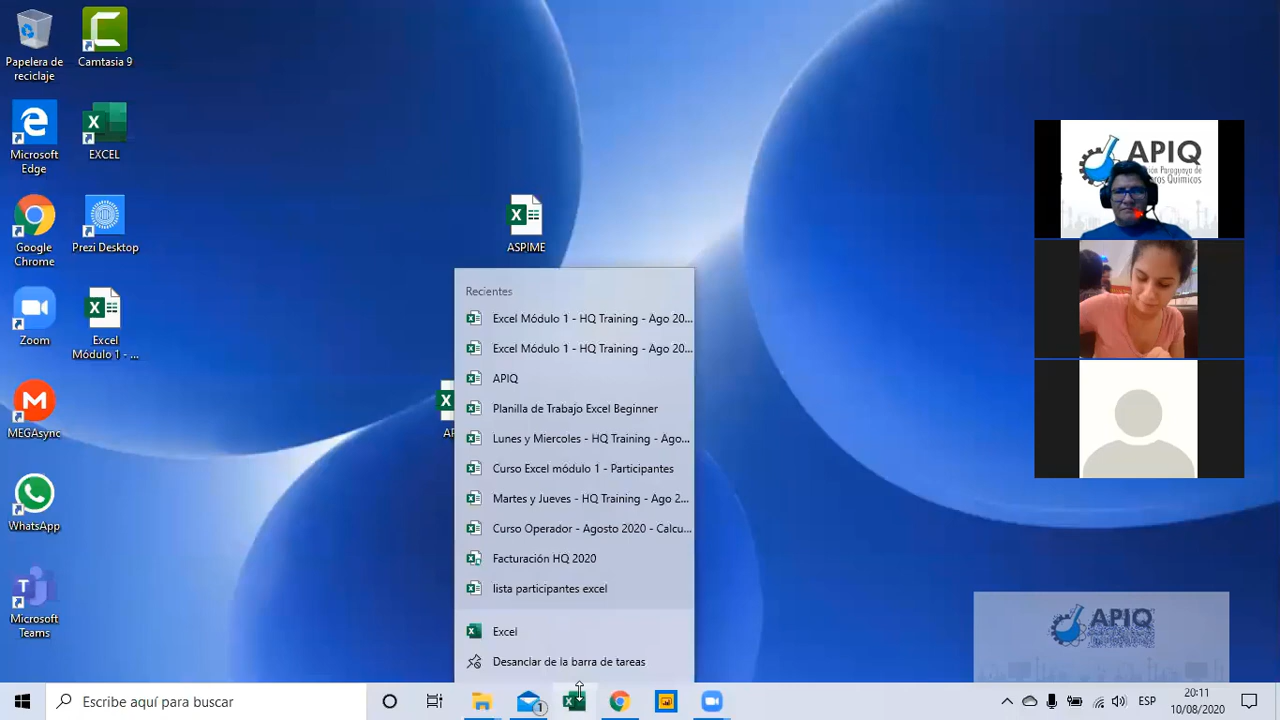 Papelera de
reciclaje
Camtasia 9
Microsoft
Edge
EXCEL
Google
Chrome
Prezi Desktop
Zoom
Excel
Módulo 1 - ...
MEGAsync
WhatsApp
Microsoft
Teams
ASPIME
Recientes
Excel Módulo 1 - HQ Training - Ago 20...
Excel Módulo 1 - HQ Training - Ago 20...
APIQ
Planilla de Trabajo Excel Beginner
Lunes y Miercoles - HQ Training - Ago...
Curso Excel módulo 1 - Participantes
Martes y Jueves - HQ Training - Ago 2...
Curso Operador - Agosto 2020 - Calcu...
Facturación HQ 2020
lista participantes excel
Excel
Desanclar de la barra de tareas
APIQ
Químicos
APIQ
Escribe aquí para buscar
1
ESP
20:11
10/08/2020